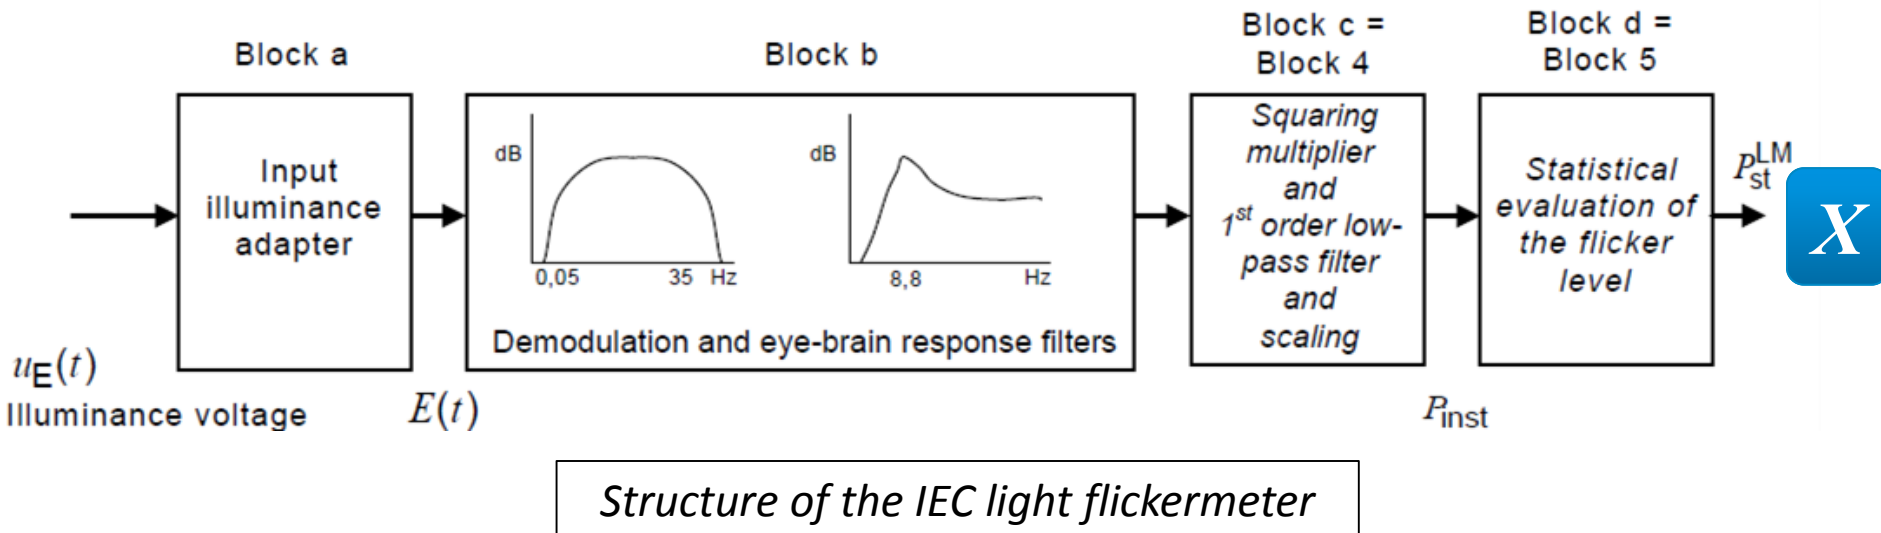 Block a
Block b
Block c =
Block 4
Block d =
Block 5
Input
illuminance
adapter
dB
0,05
35 Hz
dB
8,8
Hz
Demodulation and eye-brain response filters
Squaring
multiplier
and
1st order low-
pass filter
and
scaling
Statistical
evaluation of
the flicker
level
P_st^LM
X
u_E(t)
Illuminance voltage
E(t)
P_inst
Structure of the IEC light flickermeter